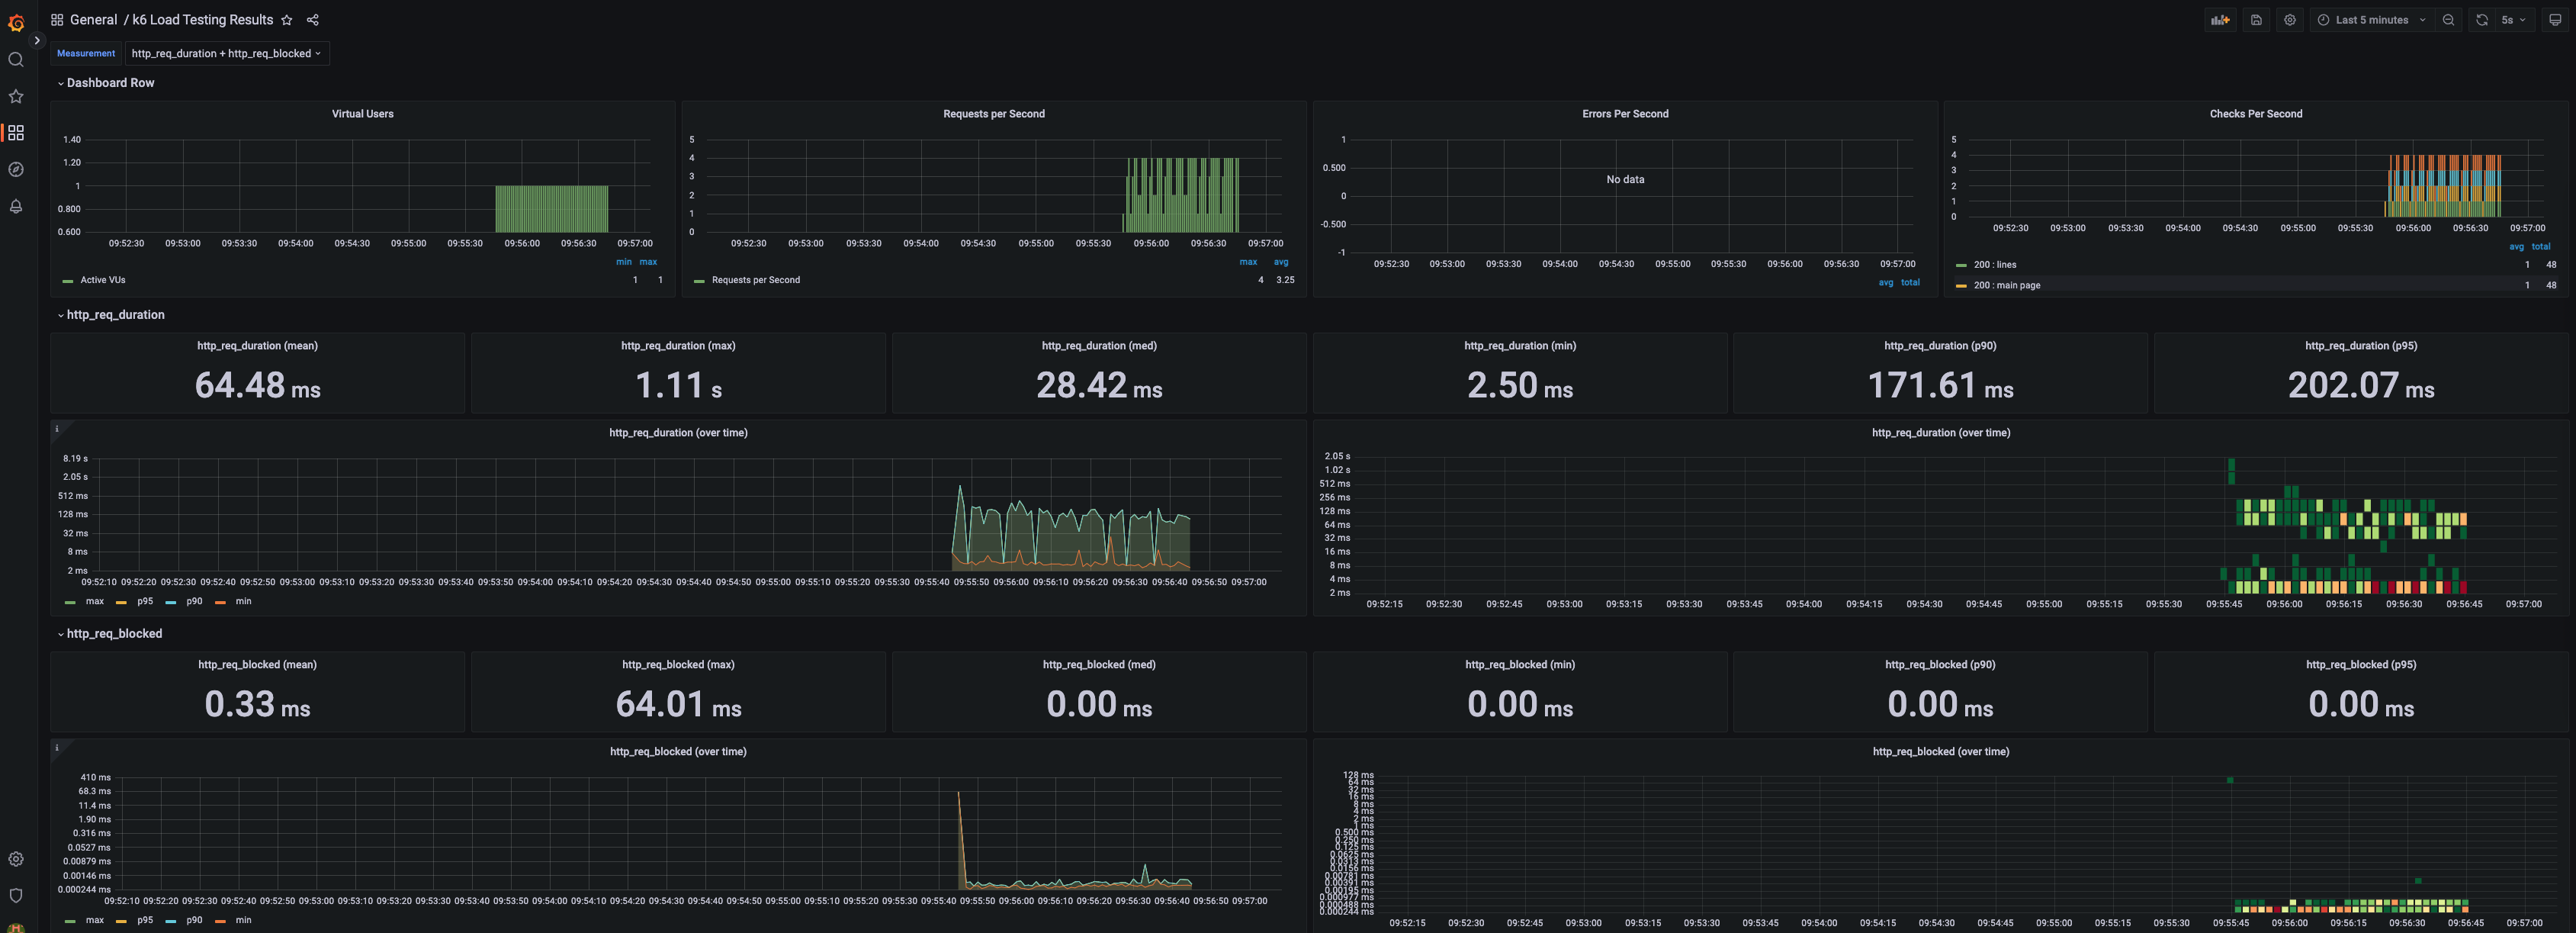 General / k6 Load Testing Results
Last 5 minutes
5s
Measurement
http_req_duration + http_req_blocked
Dashboard Row
Virtual Users
1.40
1.20
1
0.800
0.600
09:52:30 09:53:00 09:53:30 09:54:00 09:54:30 09:55:00 09:55:30 09:56:00 09:56:30 09:57:00
min max
Active VUs 1 1
Requests per Second
5
4
3
2
1
0
09:52:30 09:53:00 09:53:30 09:54:00 09:54:30 09:55:00 09:55:30 09:56:00 09:56:30 09:57:00
max avg
Requests per Second 4 3.25
Errors Per Second
1
0.500
0
-0.500
-1
No data
09:52:30 09:53:00 09:53:30 09:54:00 09:54:30 09:55:00 09:55:30 09:56:00 09:56:30 09:57:00
avg total
Checks Per Second
5
4
3
2
1
0
09:52:30 09:53:00 09:53:30 09:54:00 09:54:30 09:55:00 09:55:30 09:56:00 09:56:30 09:57:00
avg total
200 : lines 1 48
200 : main page 1 48
http_req_duration
http_req_duration (mean)
64.48 ms
http_req_duration (max)
1.11 s
http_req_duration (med)
28.42 ms
http_req_duration (min)
2.50 ms
http_req_duration (p90)
171.61 ms
http_req_duration (p95)
202.07 ms
http_req_duration (over time)
8.19 s
2.05 s
512 ms
128 ms
32 ms
8 ms
2 ms
09:52:10 09:52:20 09:52:30 09:52:40 09:52:50 09:53:00 09:53:10 09:53:20 09:53:30 09:53:40 09:53:50 09:54:00 09:54:10 09:54:20 09:54:30 09:54:40 09:54:50 09:55:00 09:55:10 09:55:20 09:55:30 09:55:40 09:55:50 09:56:00 09:56:10 09:56:20 09:56:30 09:56:40 09:56:50 09:57:00
max p95 p90 min
http_req_duration (over time)
2.05 s
1.02 s
512 ms
256 ms
128 ms
64 ms
32 ms
16 ms
8 ms
4 ms
2 ms
09:52:15 09:52:30 09:52:45 09:53:00 09:53:15 09:53:30 09:53:45 09:54:00 09:54:15 09:54:30 09:54:45 09:55:00 09:55:15 09:55:30 09:55:45 09:56:00 09:56:15 09:56:30 09:56:45 09:57:00
http_req_blocked
http_req_blocked (mean)
0.33 ms
http_req_blocked (max)
64.01 ms
http_req_blocked (med)
0.00 ms
http_req_blocked (min)
0.00 ms
http_req_blocked (p90)
0.00 ms
http_req_blocked (p95)
0.00 ms
http_req_blocked (over time)
410 ms
68.3 ms
11.4 ms
1.90 ms
0.316 ms
0.0527 ms
0.00879 ms
0.00146 ms
0.000244 ms
09:52:10 09:52:20 09:52:30 09:52:40 09:52:50 09:53:00 09:53:10 09:53:20 09:53:30 09:53:40 09:53:50 09:54:00 09:54:10 09:54:20 09:54:30 09:54:40 09:54:50 09:55:00 09:55:10 09:55:20 09:55:30 09:55:40 09:55:50 09:56:00 09:56:10 09:56:20 09:56:30 09:56:40 09:56:50 09:57:00
max p95 p90 min
http_req_blocked (over time)
128 ms
64 ms
32 ms
16 ms
8 ms
4 ms
2 ms
1 ms
0.500 ms
0.250 ms
0.125 ms
0.0625 ms
0.0313 ms
0.0156 ms
0.00781 ms
0.00391 ms
0.00195 ms
0.000977 ms
0.000488 ms
0.000244 ms
09:52:15 09:52:30 09:52:45 09:53:00 09:53:15 09:53:30 09:53:45 09:54:00 09:54:15 09:54:30 09:54:45 09:55:00 09:55:15 09:55:30 09:55:45 09:56:00 09:56:15 09:56:30 09:56:45 09:57:00